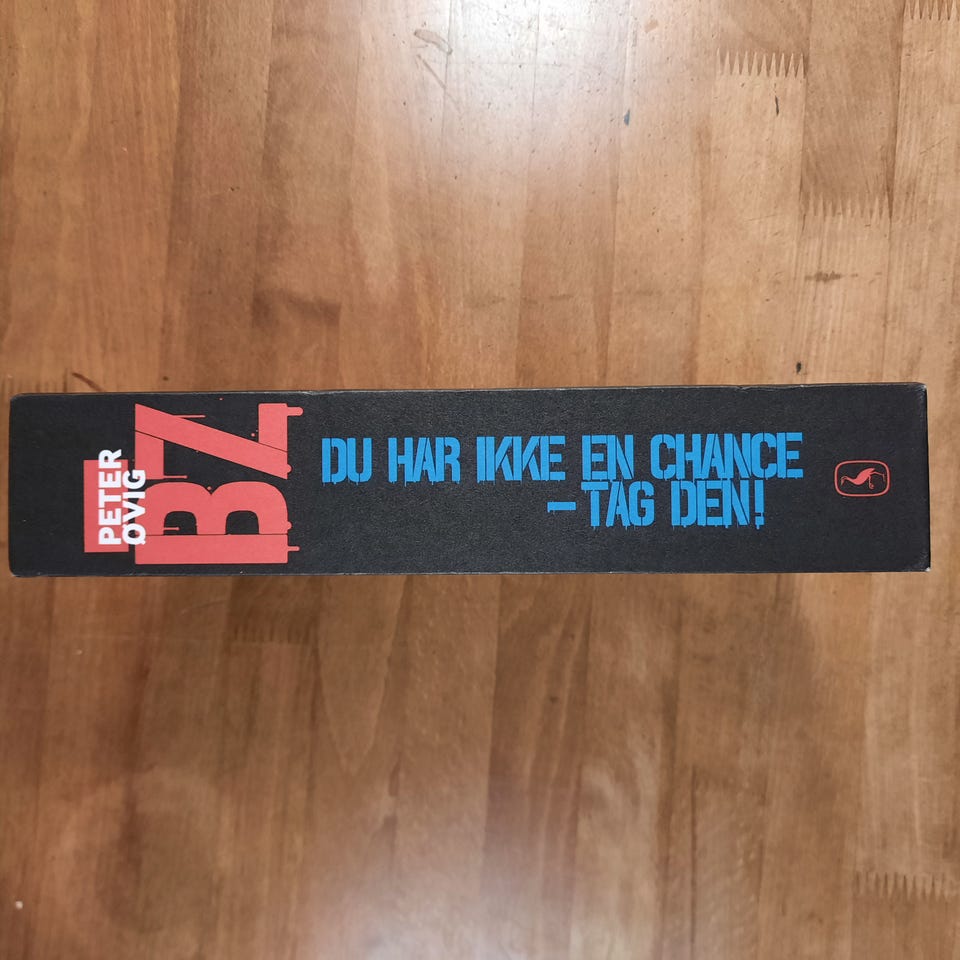 PETER
ØVIG
BZ
DU HAR IKKE EN CHANCE
– TAG DEN!